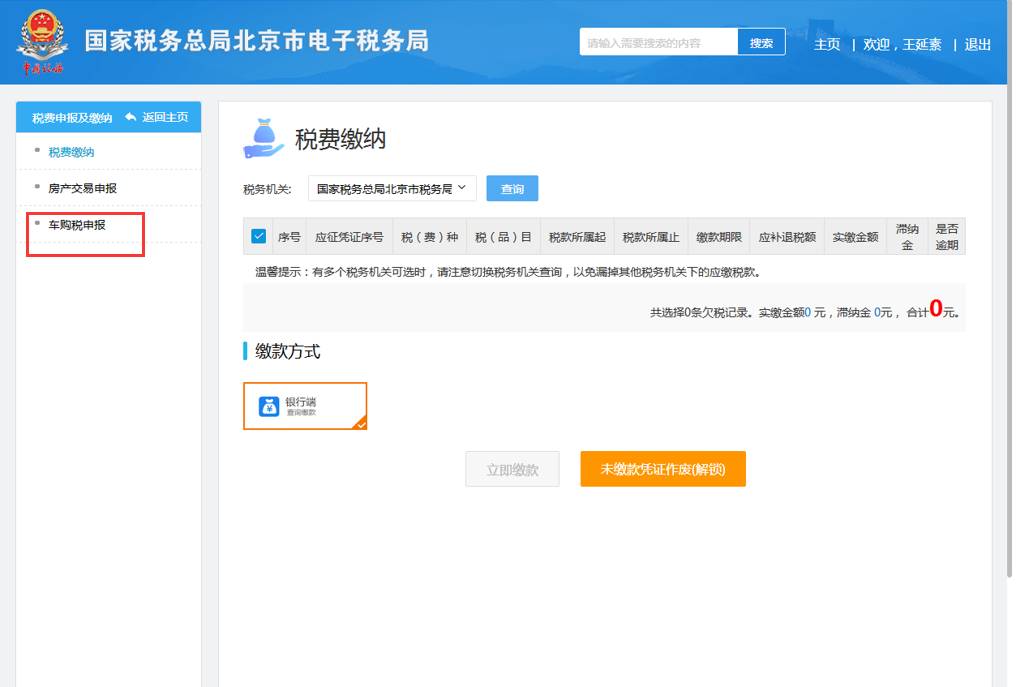 国家税务总局北京市电子税务局
请输入需要搜索的内容 搜索 主页 | 欢迎，王延素 | 退出
中国税务
税费申报及缴纳 返回主页
税费缴纳
房产交易申报
车购税申报
税费缴纳
税务机关: 国家税务总局北京市税务局 查询
序号 应征凭证序号 税（费）种 税（品）目 税款所属起 税款所属止 缴款期限 应补退税额 实缴金额 滞纳金 是否逾期
温馨提示：有多个税务机关可选时，请注意切换税务机关查询，以免漏掉其他税务机关下的应缴税款。
共选择0条欠税记录。实缴金额0 元，滞纳金 0元， 合计0元。
缴款方式
银行端
查询缴款
立即缴款 未缴款凭证作废(解锁)